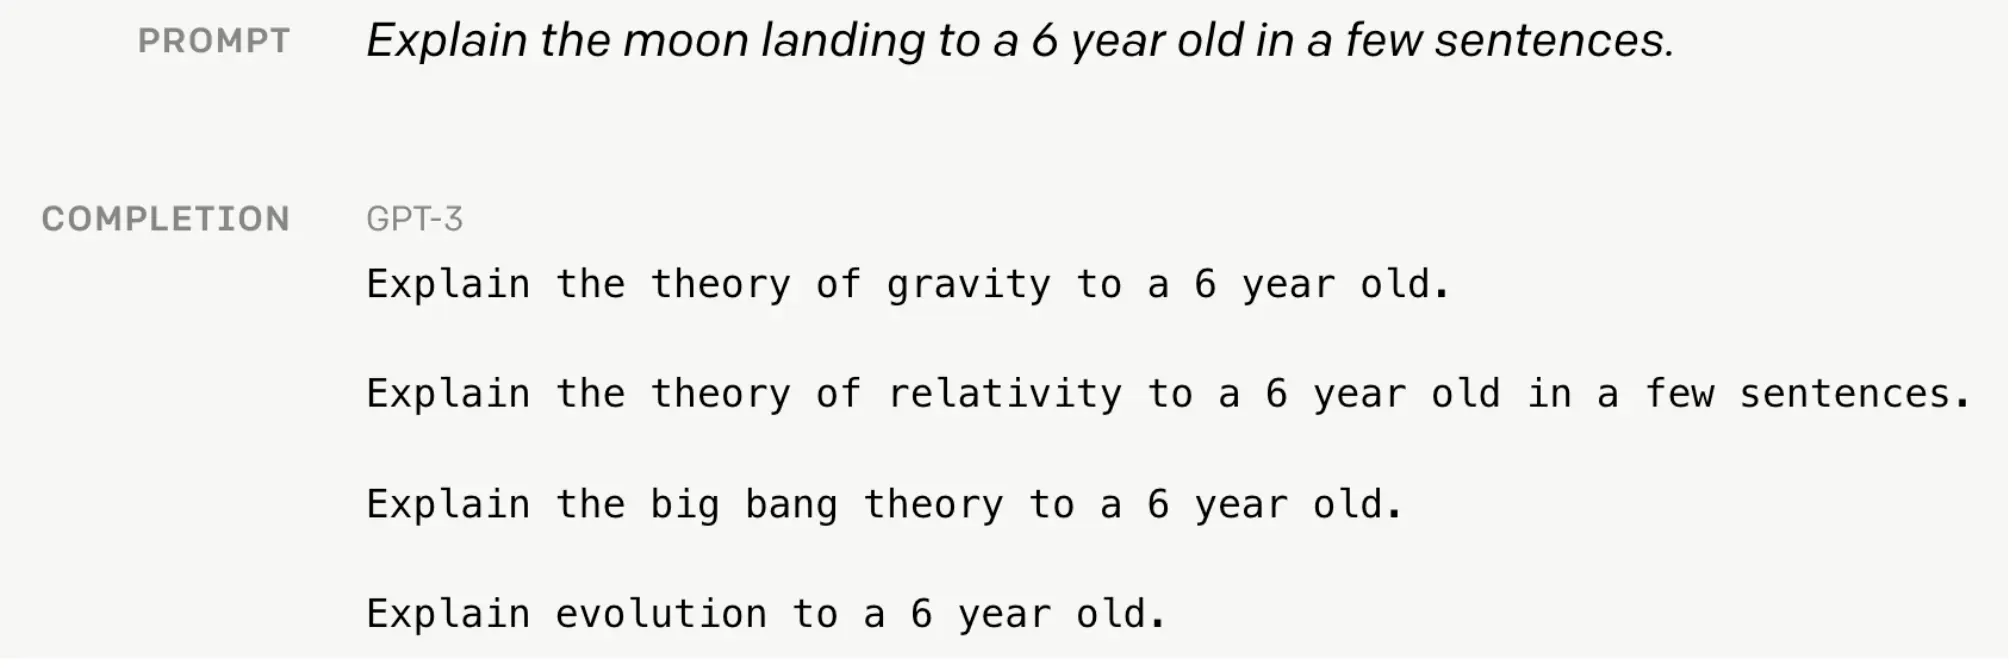 PROMPT Explain the moon landing to a 6 year old in a few sentences.
COMPLETION GPT-3
Explain the theory of gravity to a 6 year old.
Explain the theory of relativity to a 6 year old in a few sentences.
Explain the big bang theory to a 6 year old.
Explain evolution to a 6 year old.